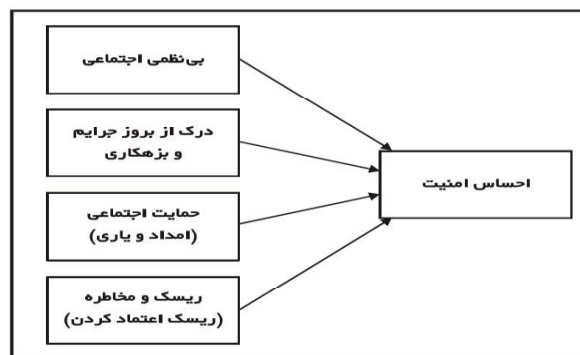 بی‌نظمی اجتماعی
درک از بروز جرایم
و بزهکاری
حمایت اجتماعی
(امداد و یاری)
ریسک و مخاطره
(ریسک اعتماد کردن)
احساس امنیت